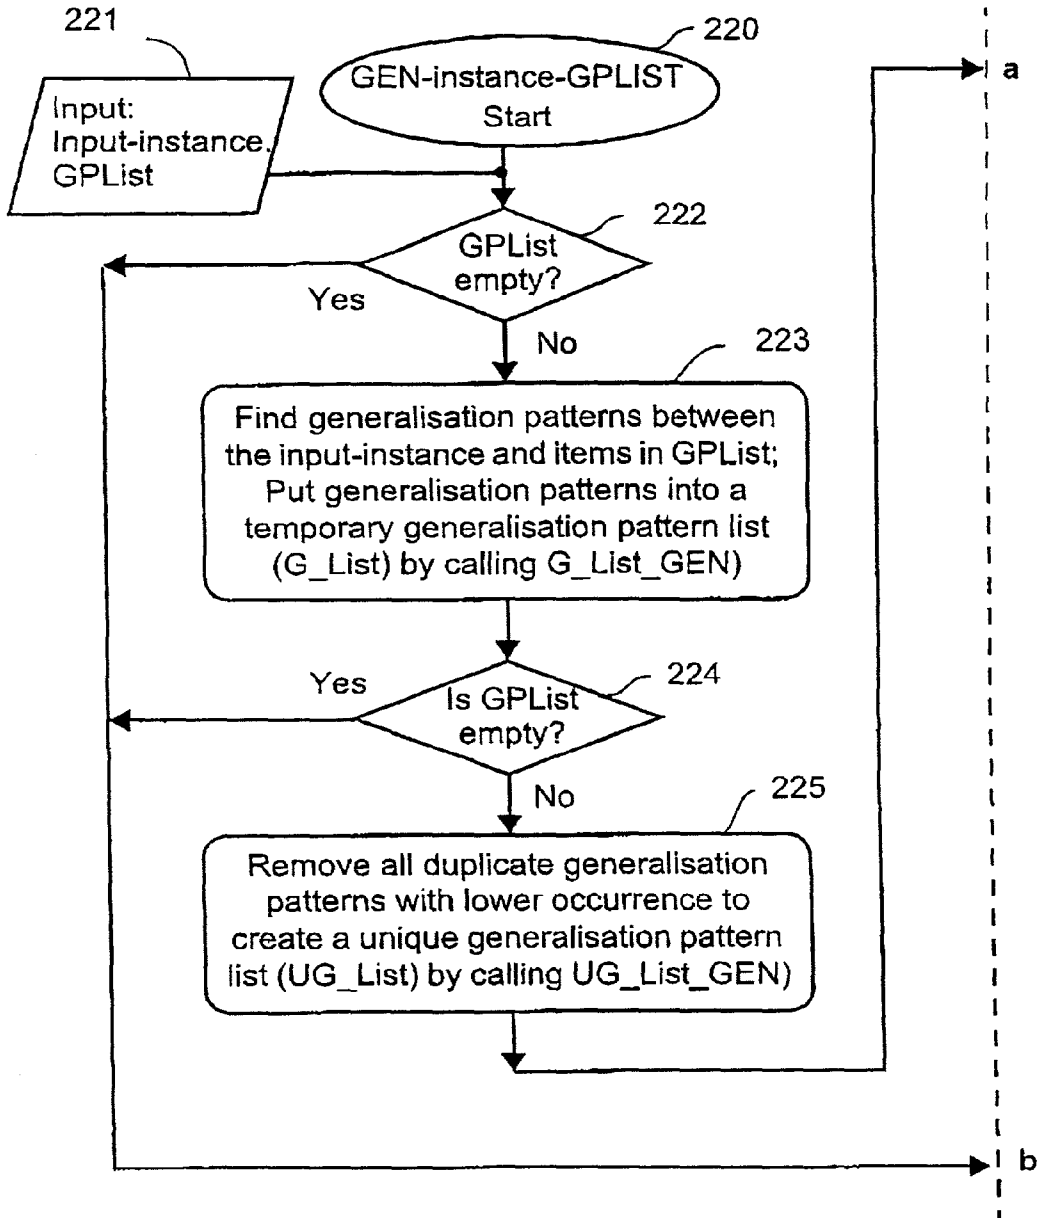 221
220
GEN-instance-GPLIST
Start
a
Input:
Input-instance.
GPList
222
GPList
empty?
Yes
No
223
Find generalisation patterns between
the input-instance and items in GPList;
Put generalisation patterns into a
temporary generalisation pattern list
(G_List) by calling G_List_GEN)
224
Yes
Is GPList
empty?
No
225
Remove all duplicate generalisation
patterns with lower occurrence to
create a unique generalisation pattern
list (UG_List) by calling UG_List_GEN)
b